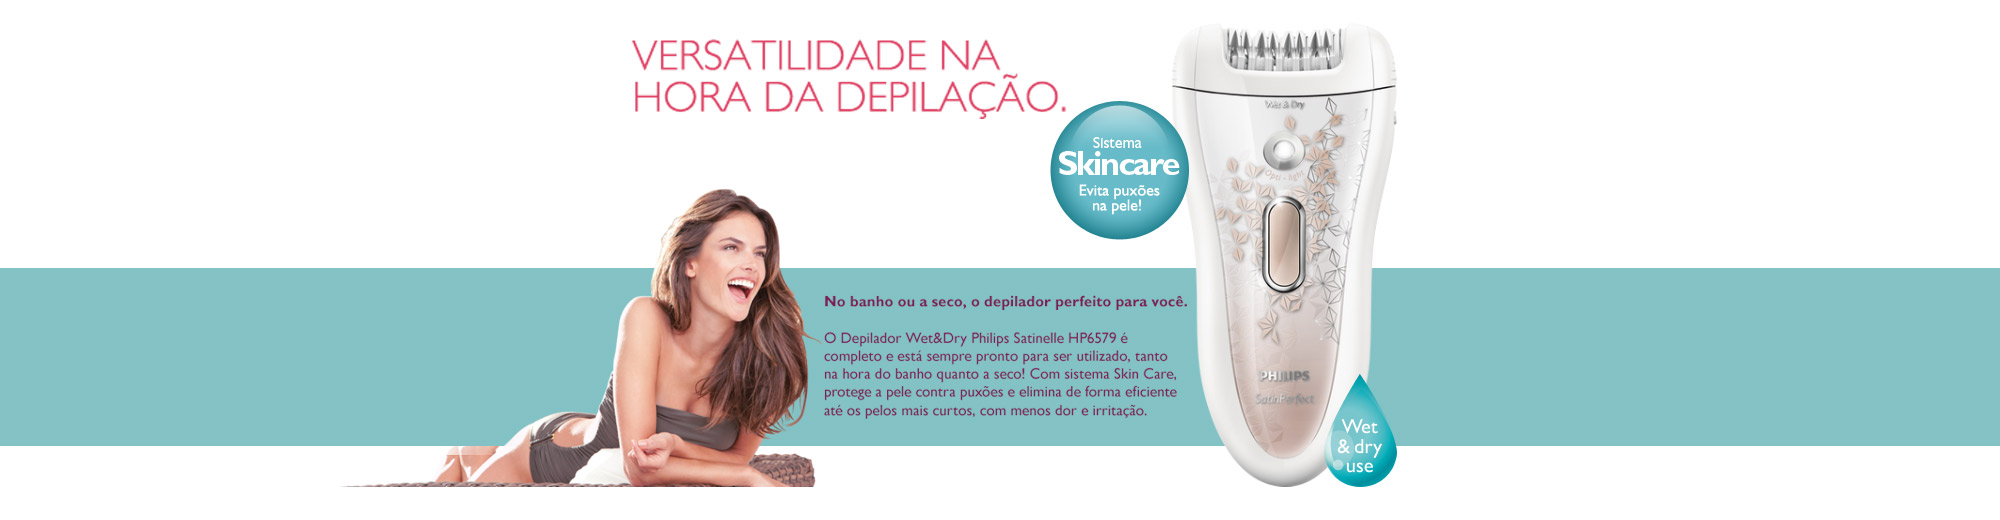 VERSATILIDADE NA
HORA DA DEPILAÇÃO.
Sistema
Skincare
Evita puxões
na pele!
Wet & Dry
Opti-light
No banho ou a seco, o depilador perfeito para você.
O Depilador Wet&Dry Philips Satinelle HP6579 é
completo e está sempre pronto para ser utilizado, tanto
na hora do banho quanto a seco! Com sistema Skin Care,
protege a pele contra puxões e elimina de forma eficiente
até os pelos mais curtos, com menos dor e irritação.
PHILIPS
SatinPerfect
Wet
& dry
use